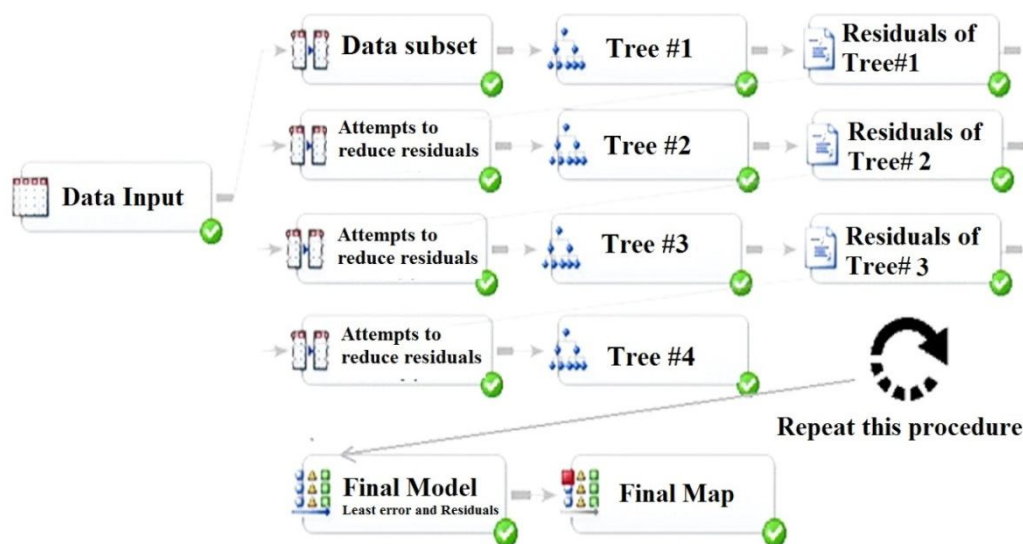 Data subset
Tree #1
Residuals of
Tree#1
Attempts to
reduce residuals
Tree #2
Residuals of
Tree# 2
Data Input
Attempts to
reduce residuals
Tree #3
Residuals of
Tree# 3
Attempts to
reduce residuals
Tree #4
Repeat this procedure
Final Model
Least error and Residuals
Final Map